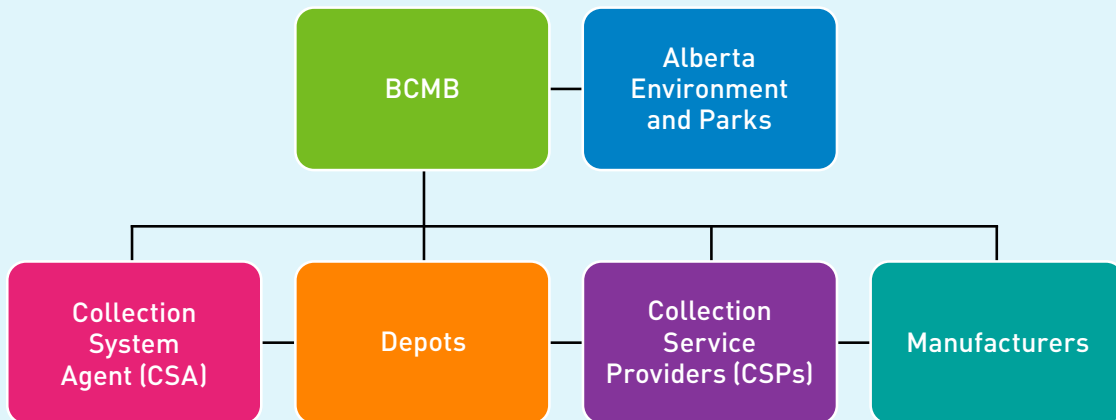 BCMB
Alberta
Environment
and Parks
Collection
System
Agent (CSA)
Depots
Collection
Service
Providers (CSPs)
Manufacturers